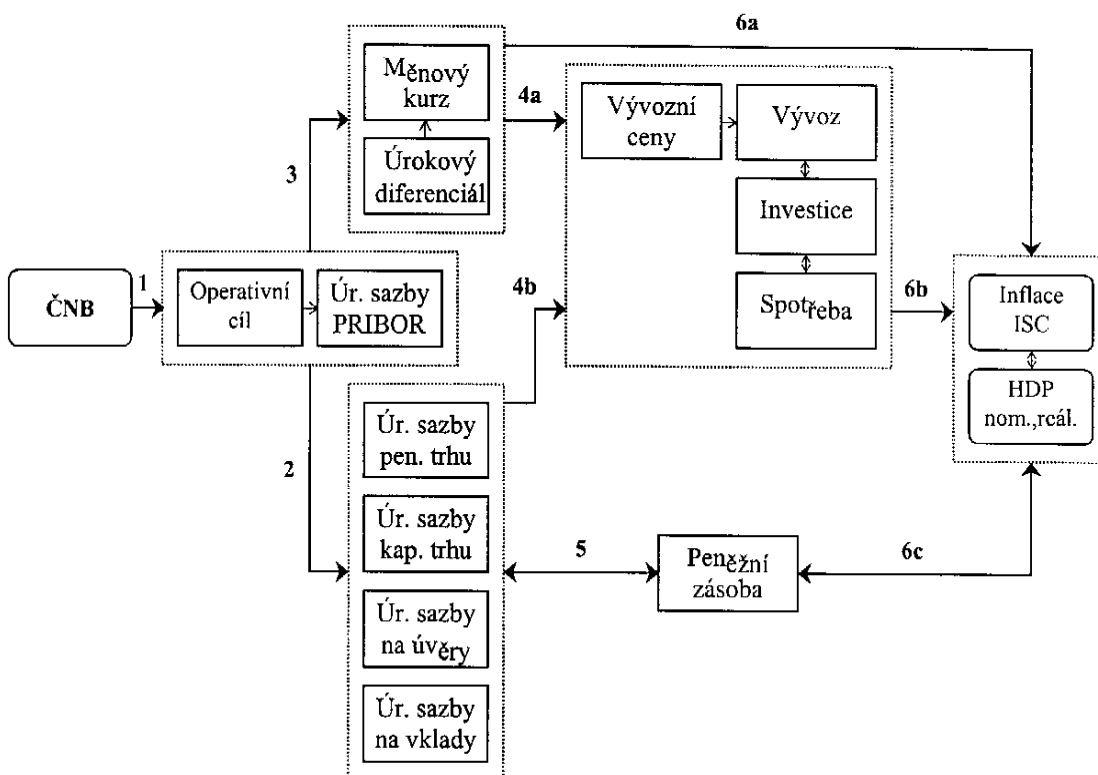 6a
Měnový
kurz
4a
Vývozní
ceny
Vývoz
Úrokový
diferenciál
3
Investice
ČNB
1
Operativní
cíl
Úr. sazby
PRIBOR
4b
Spotřeba
6b
Inflace
ISC
HDP
nom.,reál.
2
Úr. sazby
pen. trhu
Úr. sazby
kap. trhu
5
Peněžní
zásoba
6c
Úr. sazby
na úvěry
Úr. sazby
na vklady